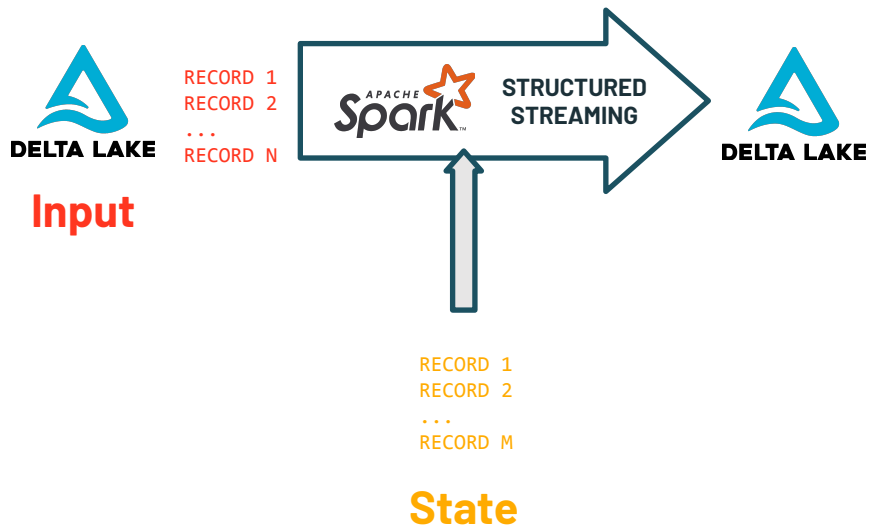 DELTA LAKE
Input
RECORD 1
RECORD 2
...
RECORD N
APACHE
Spark™
STRUCTURED
STREAMING
DELTA LAKE
RECORD 1
RECORD 2
...
RECORD M
State